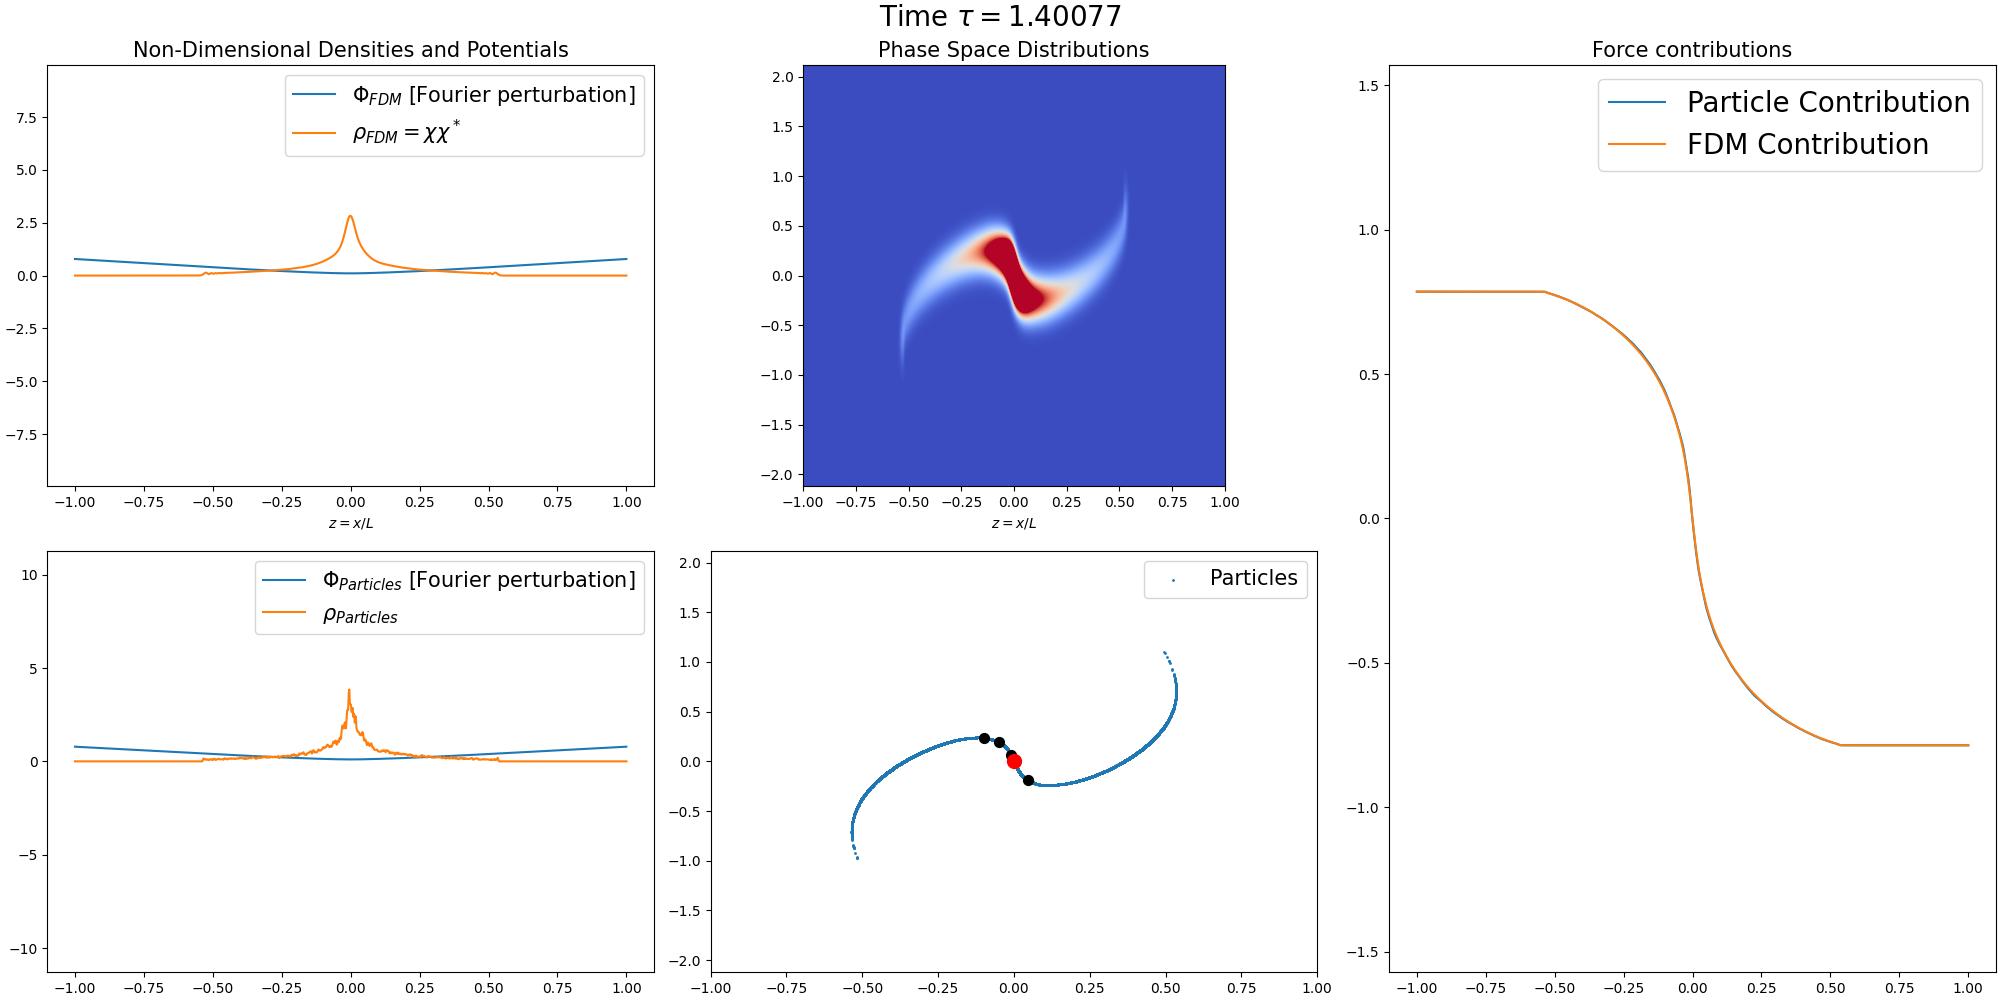 Time τ = 1.40077
Non-Dimensional Densities and Potentials
Φ_FDM [Fourier perturbation]
ρ_FDM = χχ*
7.5
5.0
2.5
0.0
−2.5
−5.0
−7.5
−1.00 −0.75 −0.50 −0.25 0.00 0.25 0.50 0.75 1.00
z = x/L
Phase Space Distributions
2.0
1.5
1.0
0.5
0.0
−0.5
−1.0
−1.5
−2.0
−1.00 −0.75 −0.50 −0.25 0.00 0.25 0.50 0.75 1.00
z = x/L
Force contributions
Particle Contribution
FDM Contribution
1.5
1.0
0.5
0.0
−0.5
−1.0
−1.5
−1.00 −0.75 −0.50 −0.25 0.00 0.25 0.50 0.75 1.00
Φ_Particles [Fourier perturbation]
ρ_Particles
10
5
0
−5
−10
−1.00 −0.75 −0.50 −0.25 0.00 0.25 0.50 0.75 1.00
Particles
2.0
1.5
1.0
0.5
0.0
−0.5
−1.0
−1.5
−2.0
−1.00 −0.75 −0.50 −0.25 0.00 0.25 0.50 0.75 1.00